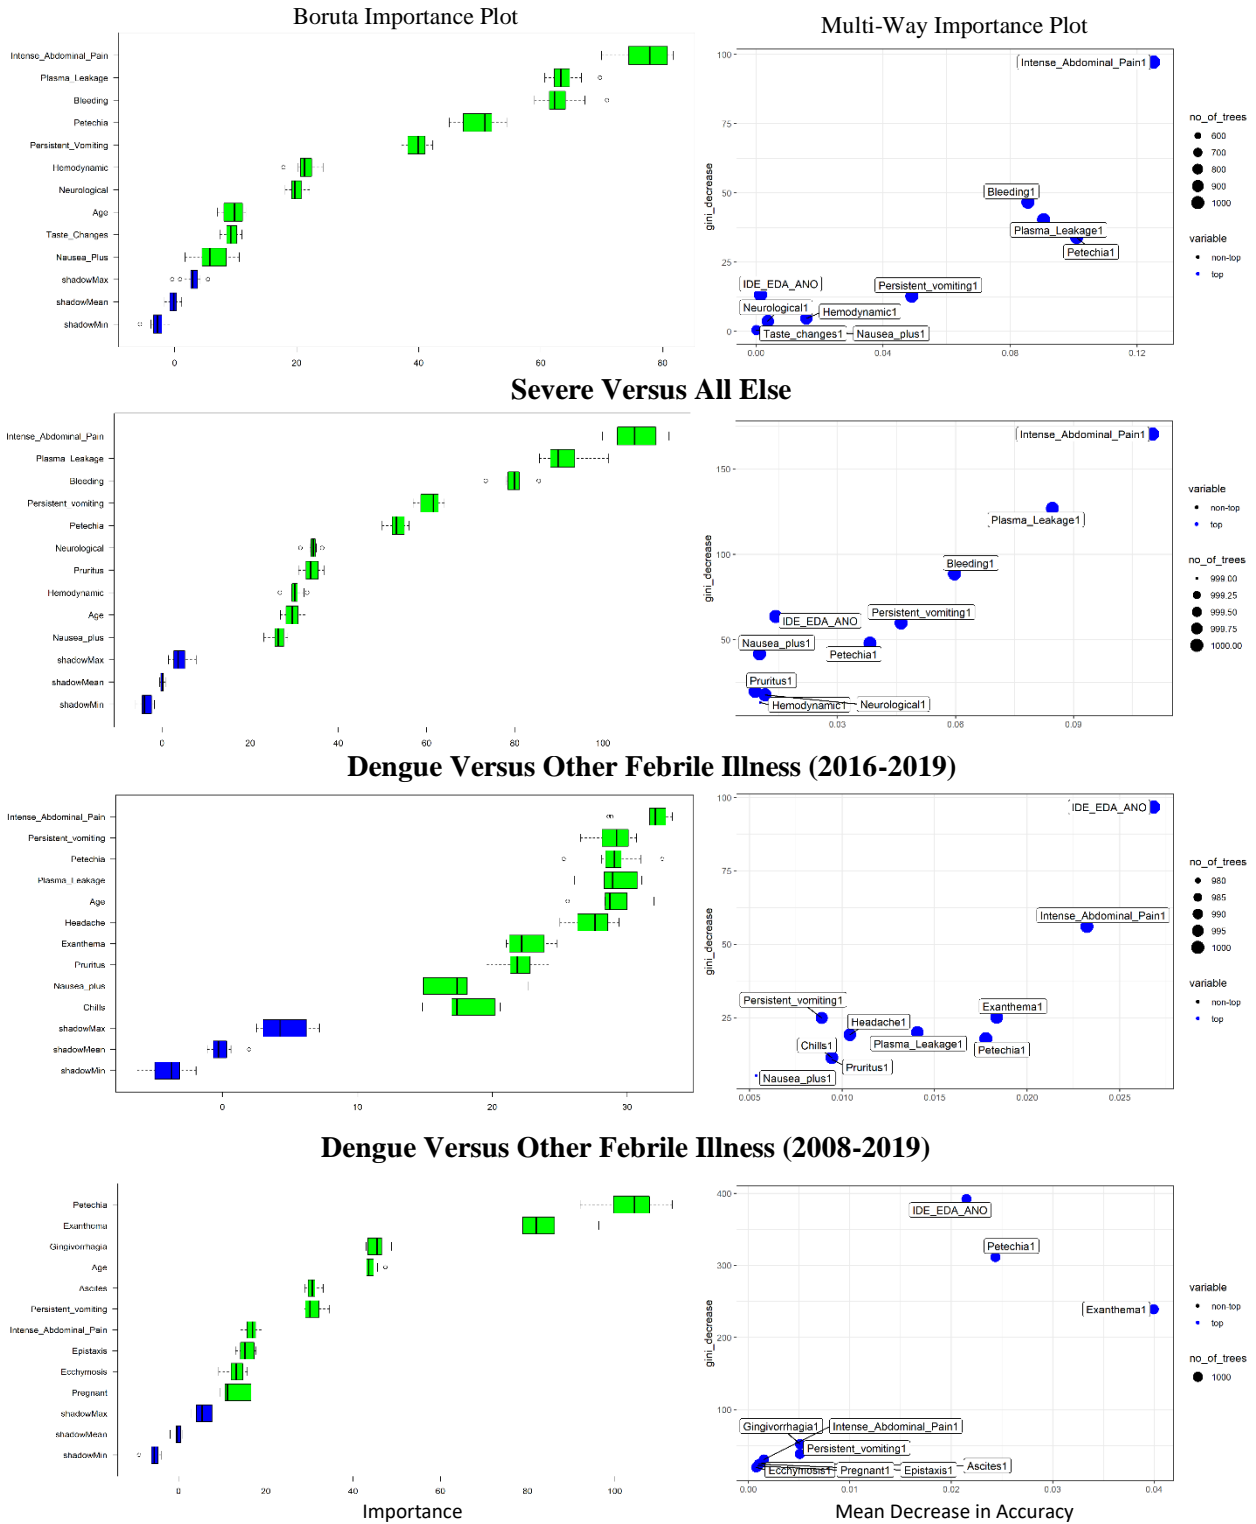 Boruta Importance Plot
Multi-Way Importance Plot
Intense_Abdominal_Pain
Plasma_Leakage
Bleeding
Petechia
Persistent_Vomiting
Hemodynamic
Neurological
Age
Taste_Changes
Nausea_Plus
shadowMax
shadowMean
shadowMin
0 20 40 60 80
gini_decrease
100
75
50
25
0
Intense_Abdominal_Pain1
Bleeding1
Plasma_Leakage1
Petechia1
IDE_EDA_ANO
Persistent_vomiting1
Neurological1
Hemodynamic1
Taste_changes1
Nausea_plus1
0.00 0.04 0.08 0.12
no_of_trees
600
700
800
900
1000
variable
non-top
top
Severe Versus All Else
Intense_Abdominal_Pain
Plasma_Leakage
Bleeding
Persistent_vomiting
Petechia
Neurological
Pruritus
Hemodynamic
Age
Nausea_plus
shadowMax
shadowMean
shadowMin
0 20 40 60 80 100
gini_decrease
150
100
50
Intense_Abdominal_Pain1
Plasma_Leakage1
Bleeding1
Persistent_vomiting1
IDE_EDA_ANO
Nausea_plus1
Petechia1
Pruritus1
Hemodynamic1
Neurological1
0.03 0.06 0.09
variable
non-top
top
no_of_trees
999.00
999.25
999.50
999.75
1000.00
Dengue Versus Other Febrile Illness (2016-2019)
Intense_Abdominal_Pain
Persistent_vomiting
Petechia
Plasma_Leakage
Age
Headache
Exanthema
Pruritus
Nausea_plus
Chills
shadowMax
shadowMean
shadowMin
0 20 30
gini_decrease
100
75
50
25
IDE_EDA_ANO
Intense_Abdominal_Pain1
Persistent_vomiting1
Exanthema1
Headache1
Chills1
Plasma_Leakage1
Petechia1
Pruritus1
Nausea_plus1
0.005 0.010 0.015 0.020 0.025
no_of_trees
980
985
990
995
1000
variable
non-top
top
Dengue Versus Other Febrile Illness (2008-2019)
Petechia
Exanthema
Gingivorrhagia
Age
Ascites
Persistent_vomiting
Intense_Abdominal_Pain
Epistaxis
Ecchymosis
Pregnant
shadowMax
shadowMean
shadowMin
0 20 40 60 80 100
Importance
gini_decrease
400
300
200
100
IDE_EDA_ANO
Petechia1
Exanthema1
Gingivorrhagia1
Intense_Abdominal_Pain1
Persistent_vomiting1
Ascites1
Ecchymosis1
Pregnant1
Epistaxis1
0.00 0.01 0.02 0.03 0.04
Mean Decrease in Accuracy
variable
non-top
top
no_of_trees
1000